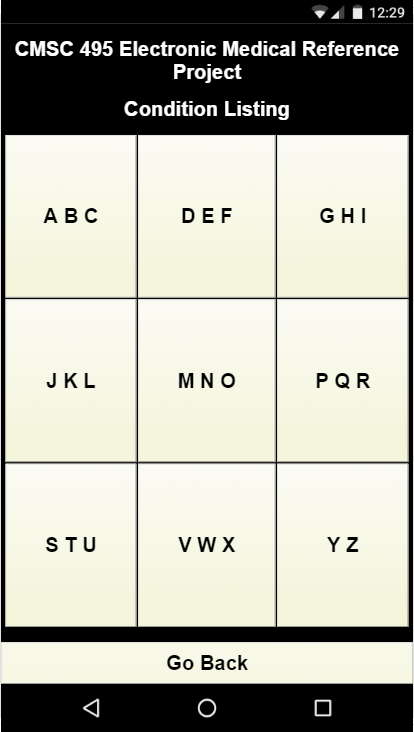 12:29
CMSC 495 Electronic Medical Reference
Project
Condition Listing
A B C
D E F
G H I
J K L
M N O
P Q R
S T U
V W X
Y Z
Go Back